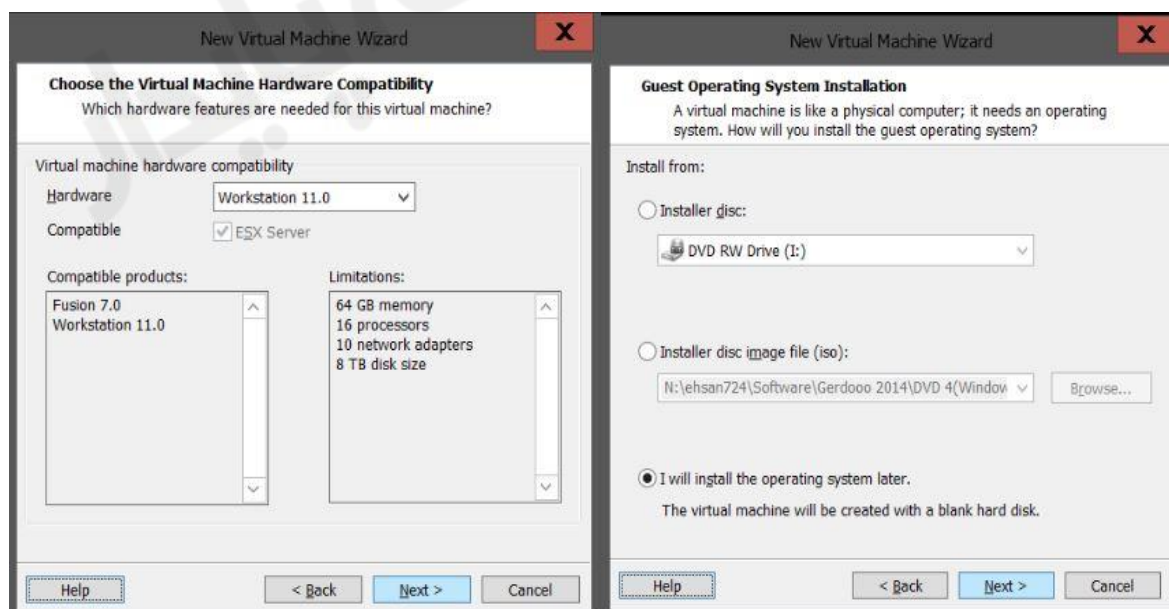 New Virtual Machine Wizard
X
Choose the Virtual Machine Hardware Compatibility
Which hardware features are needed for this virtual machine?
Virtual machine hardware compatibility
Hardware
Workstation 11.0
Compatible
ESX Server
Compatible products:
Limitations:
Fusion 7.0
Workstation 11.0
64 GB memory
16 processors
10 network adapters
8 TB disk size
Help
< Back
Next >
Cancel
New Virtual Machine Wizard
X
Guest Operating System Installation
A virtual machine is like a physical computer; it needs an operating
system. How will you install the guest operating system?
Install from:
Installer disc:
DVD RW Drive (I:)
Installer disc image file (iso):
N:\ehsan724\Software\Gerdooo 2014\DVD 4(Window
Browse...
I will install the operating system later.
The virtual machine will be created with a blank hard disk.
Help
< Back
Next >
Cancel